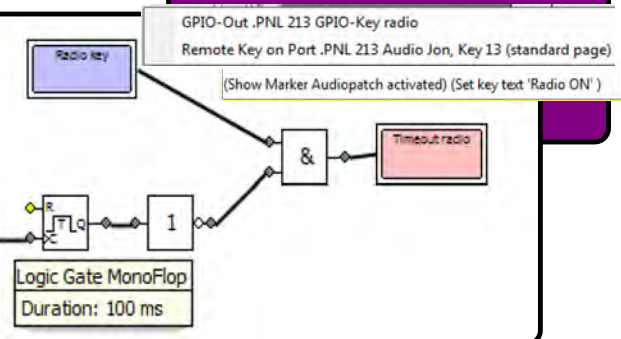 GPIO-Out .PNL 213 GPIO-Key radio
Remote Key on Port .PNL 213 Audio Jon, Key 13 (standard page)
Radio key
(Show Marker Audiopatch activated) (Set key text 'Radio ON' )
&
Timeout radio
R
T
Q
C
1
Logic Gate MonoFlop
Duration: 100 ms